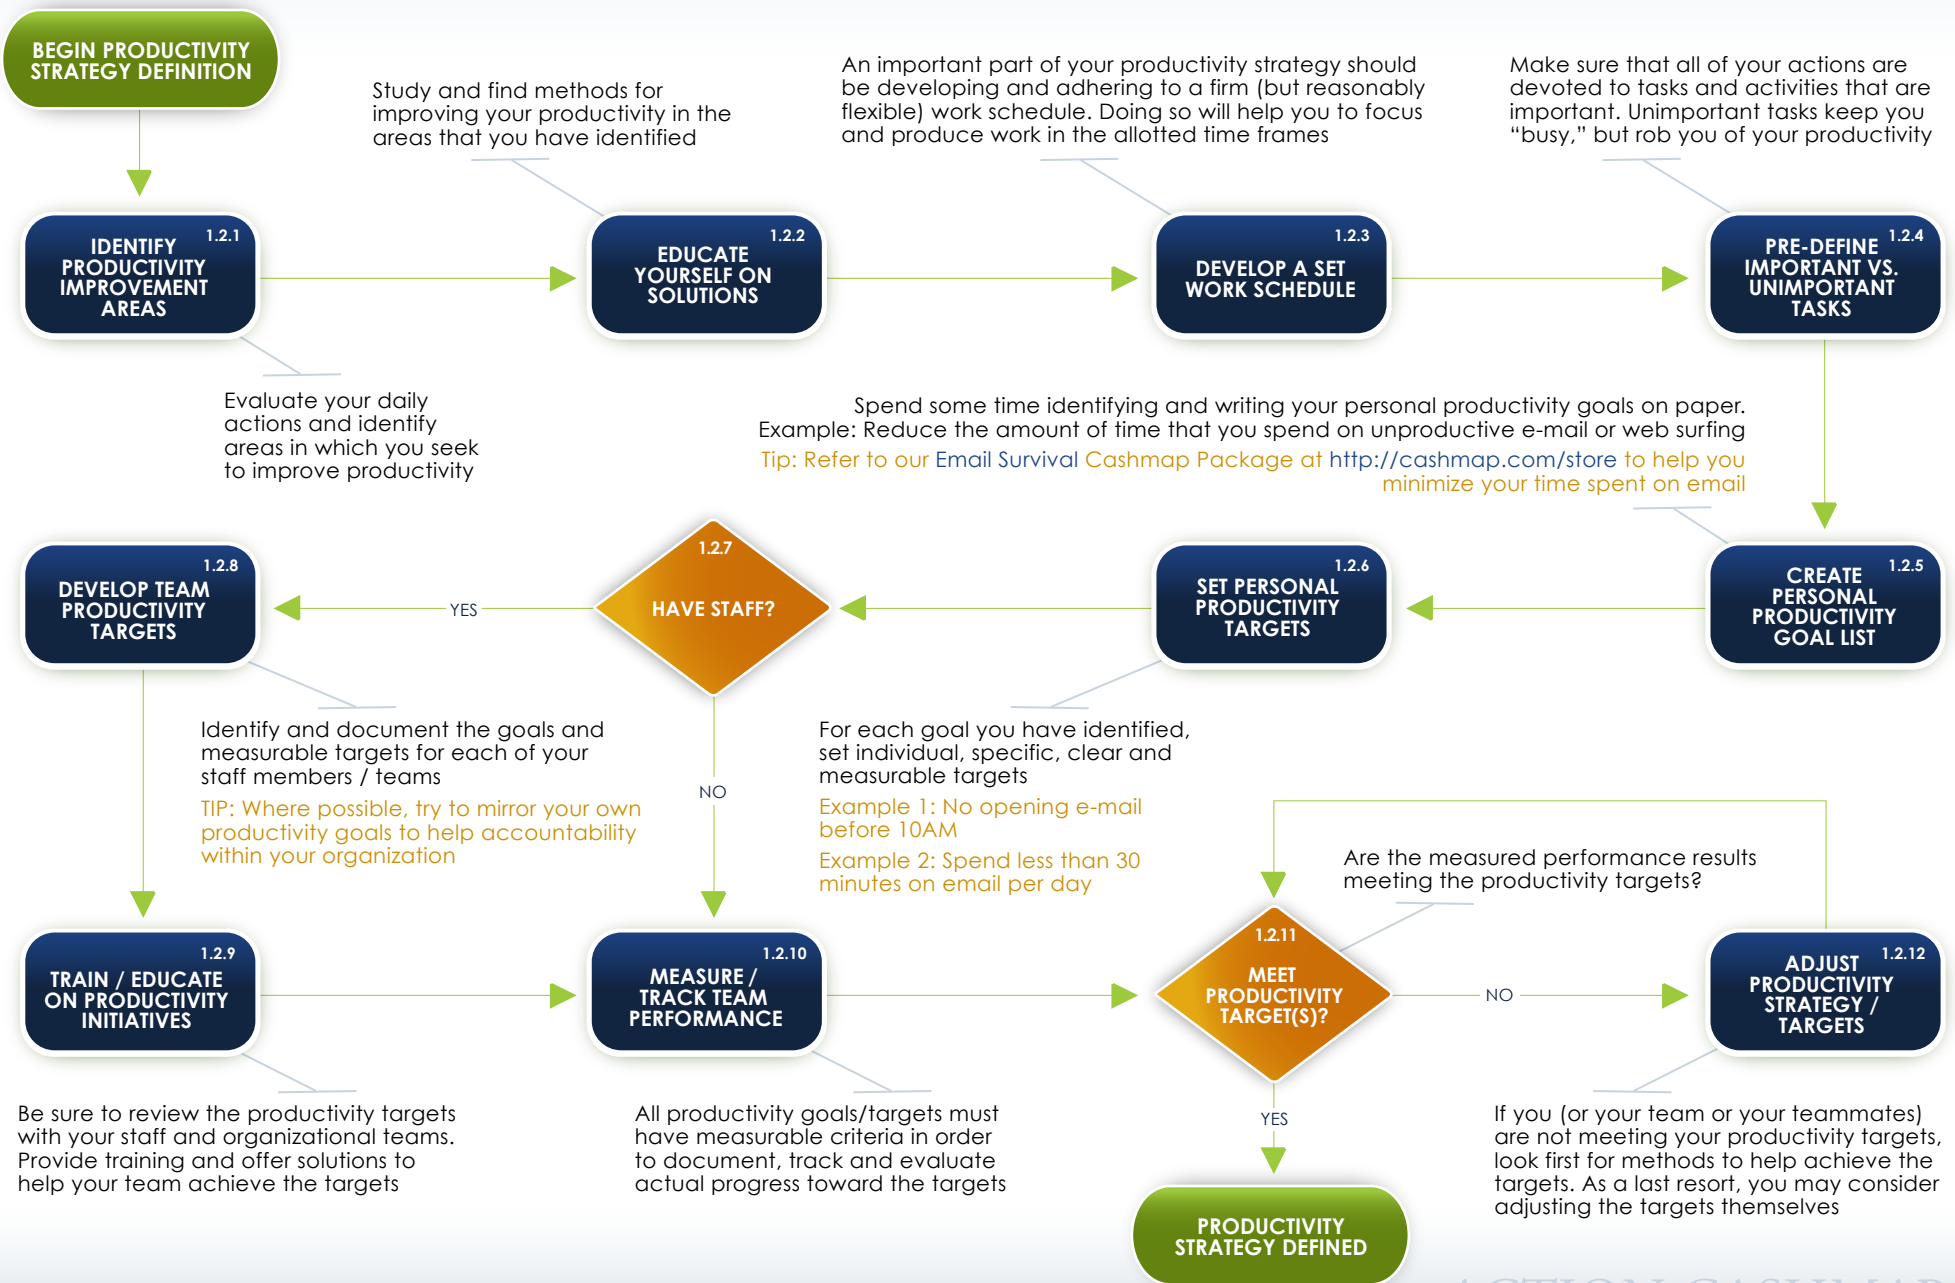 BEGIN PRODUCTIVITY
STRATEGY DEFINITION
Study and find methods for
improving your productivity in the
areas that you have identified
An important part of your productivity strategy should
be developing and adhering to a firm (but reasonably
flexible) work schedule. Doing so will help you to focus
and produce work in the allotted time frames
Make sure that all of your actions are
devoted to tasks and activities that are
important. Unimportant tasks keep you
“busy,” but rob you of your productivity
1.2.1
IDENTIFY
PRODUCTIVITY
IMPROVEMENT
AREAS
1.2.2
EDUCATE
YOURSELF ON
SOLUTIONS
1.2.3
DEVELOP A SET
WORK SCHEDULE
1.2.4
PRE-DEFINE
IMPORTANT VS.
UNIMPORTANT
TASKS
Evaluate your daily
actions and identify
areas in which you seek
to improve productivity
Spend some time identifying and writing your personal productivity goals on paper.
Example: Reduce the amount of time that you spend on unproductive e-mail or web surfing
Tip: Refer to our Email Survival Cashmap Package at http://cashmap.com/store to help you
minimize your time spent on email
1.2.8
DEVELOP TEAM
PRODUCTIVITY
TARGETS
YES
1.2.7
HAVE STAFF?
1.2.6
SET PERSONAL
PRODUCTIVITY
TARGETS
1.2.5
CREATE
PERSONAL
PRODUCTIVITY
GOAL LIST
Identify and document the goals and
measurable targets for each of your
staff members / teams
TIP: Where possible, try to mirror your own
productivity goals to help accountability
within your organization
NO
For each goal you have identified,
set individual, specific, clear and
measurable targets
Example 1: No opening e-mail
before 10AM
Example 2: Spend less than 30
minutes on email per day
Are the measured performance results
meeting the productivity targets?
1.2.9
TRAIN / EDUCATE
ON PRODUCTIVITY
INITIATIVES
1.2.10
MEASURE /
TRACK TEAM
PERFORMANCE
1.2.11
MEET
PRODUCTIVITY
TARGET(S)?
NO
1.2.12
ADJUST
PRODUCTIVITY
STRATEGY /
TARGETS
Be sure to review the productivity targets
with your staff and organizational teams.
Provide training and offer solutions to
help your team achieve the targets
All productivity goals/targets must
have measurable criteria in order
to document, track and evaluate
actual progress toward the targets
YES
If you (or your team or your teammates)
are not meeting your productivity targets,
look first for methods to help achieve the
targets. As a last resort, you may consider
adjusting the targets themselves
PRODUCTIVITY
STRATEGY DEFINED
ACTION CASHMAP